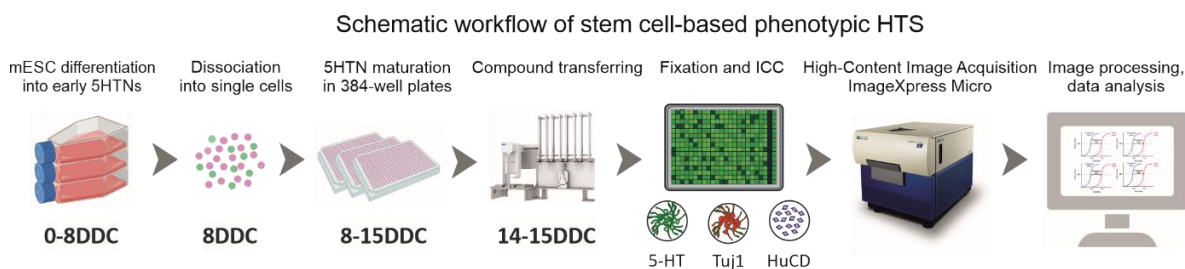 Schematic workflow of stem cell-based phenotypic HTS
mESC differentiation
into early 5HTNs
Dissociation
into single cells
5HTN maturation
in 384-well plates
Compound transferring
Fixation and ICC
High-Content Image Acquisition
ImageXpress Micro
Image processing,
data analysis
0-8DDC
8DDC
8-15DDC
14-15DDC
5-HT
Tuj1
HuCD